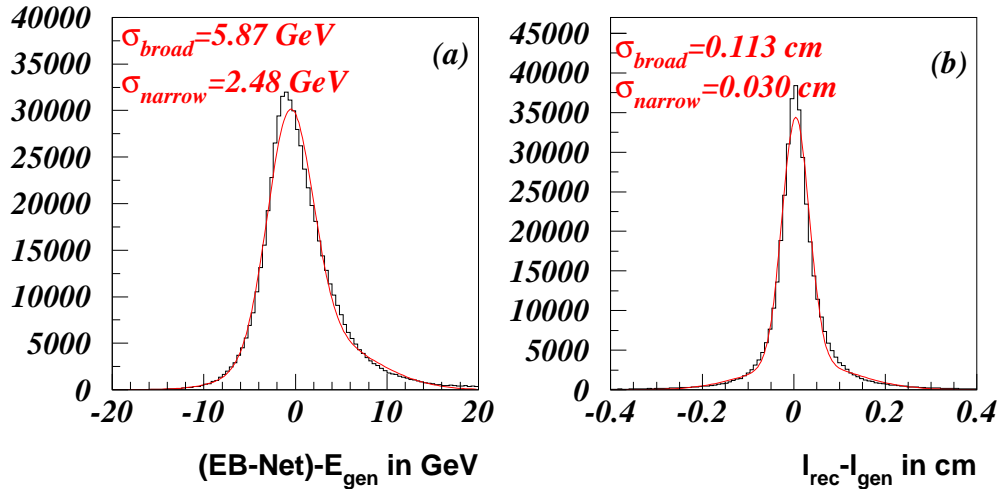 σbroad=5.87 GeV
σnarrow=2.48 GeV
(a)
40000
35000
30000
25000
20000
15000
10000
5000
0
-20 -10 0 10 20
(EB-Net)-Egen in GeV
σbroad=0.113 cm
σnarrow=0.030 cm
(b)
45000
40000
35000
30000
25000
20000
15000
10000
5000
0
-0.4 -0.2 0 0.2 0.4
lrec-lgen in cm